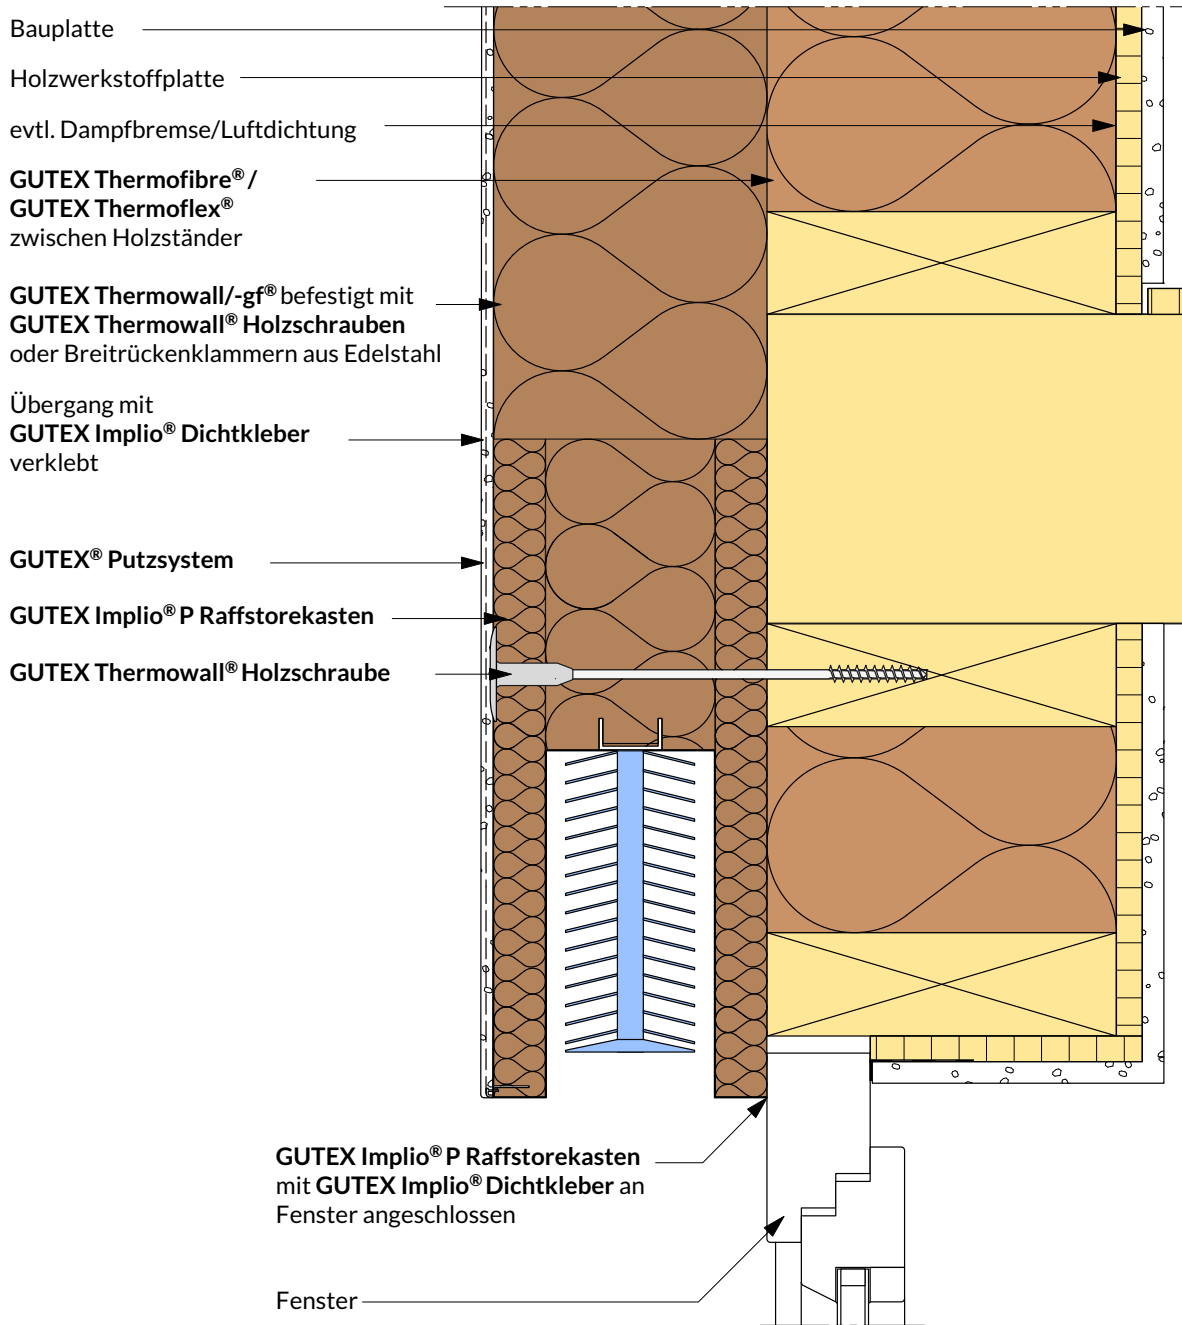 Bauplatte
Holzwerkstoffplatte
evtl. Dampfbremse/Luftdichtung
GUTEX Thermofibre® /
GUTEX Thermoflex®
zwischen Holzständer
GUTEX Thermowall/-gf® befestigt mit
GUTEX Thermowall® Holzschrauben
oder Breitrückenklammern aus Edelstahl
Übergang mit
GUTEX Implio® Dichtkleber
verklebt
GUTEX® Putzsystem
GUTEX Implio® P Raffstorekasten
GUTEX Thermowall® Holzschraube
GUTEX Implio® P Raffstorekasten
mit GUTEX Implio® Dichtkleber an
Fenster angeschlossen
Fenster